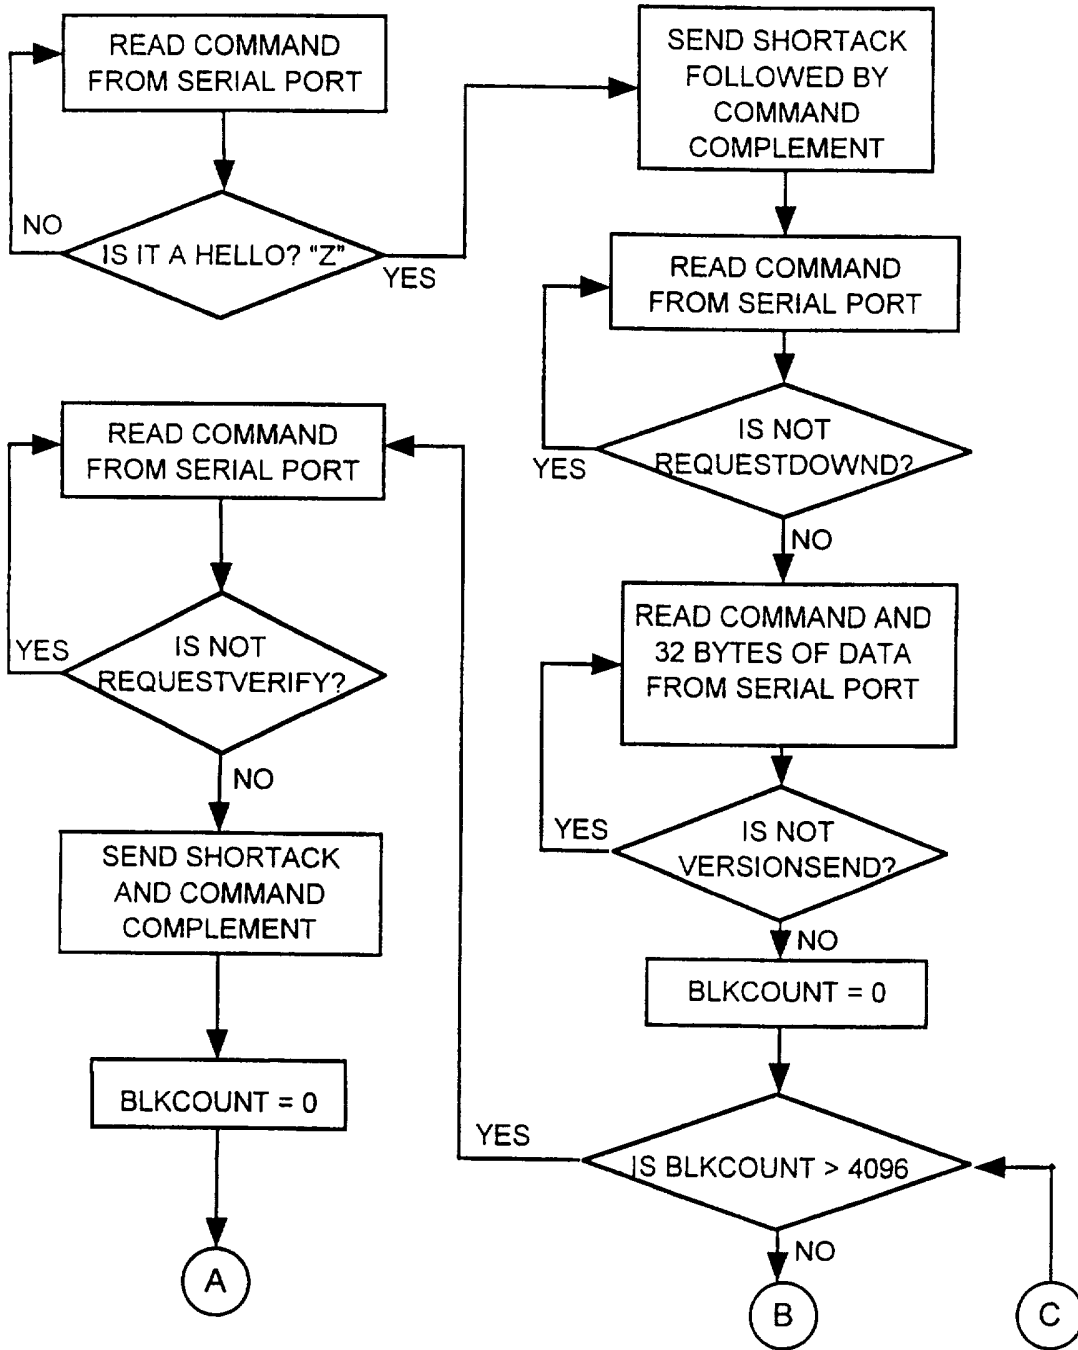 READ COMMAND
FROM SERIAL PORT
NO
IS IT A HELLO? "Z"
YES
SEND SHORTACK
FOLLOWED BY
COMMAND
COMPLEMENT
READ COMMAND
FROM SERIAL PORT
IS NOT
REQUESTDOWND?
YES
NO
READ COMMAND AND
32 BYTES OF DATA
FROM SERIAL PORT
YES
IS NOT
VERSIONSEND?
NO
BLKCOUNT = 0
YES
IS BLKCOUNT > 4096
NO
B
C
READ COMMAND
FROM SERIAL PORT
YES
IS NOT
REQUESTVERIFY?
NO
SEND SHORTACK
AND COMMAND
COMPLEMENT
BLKCOUNT = 0
A